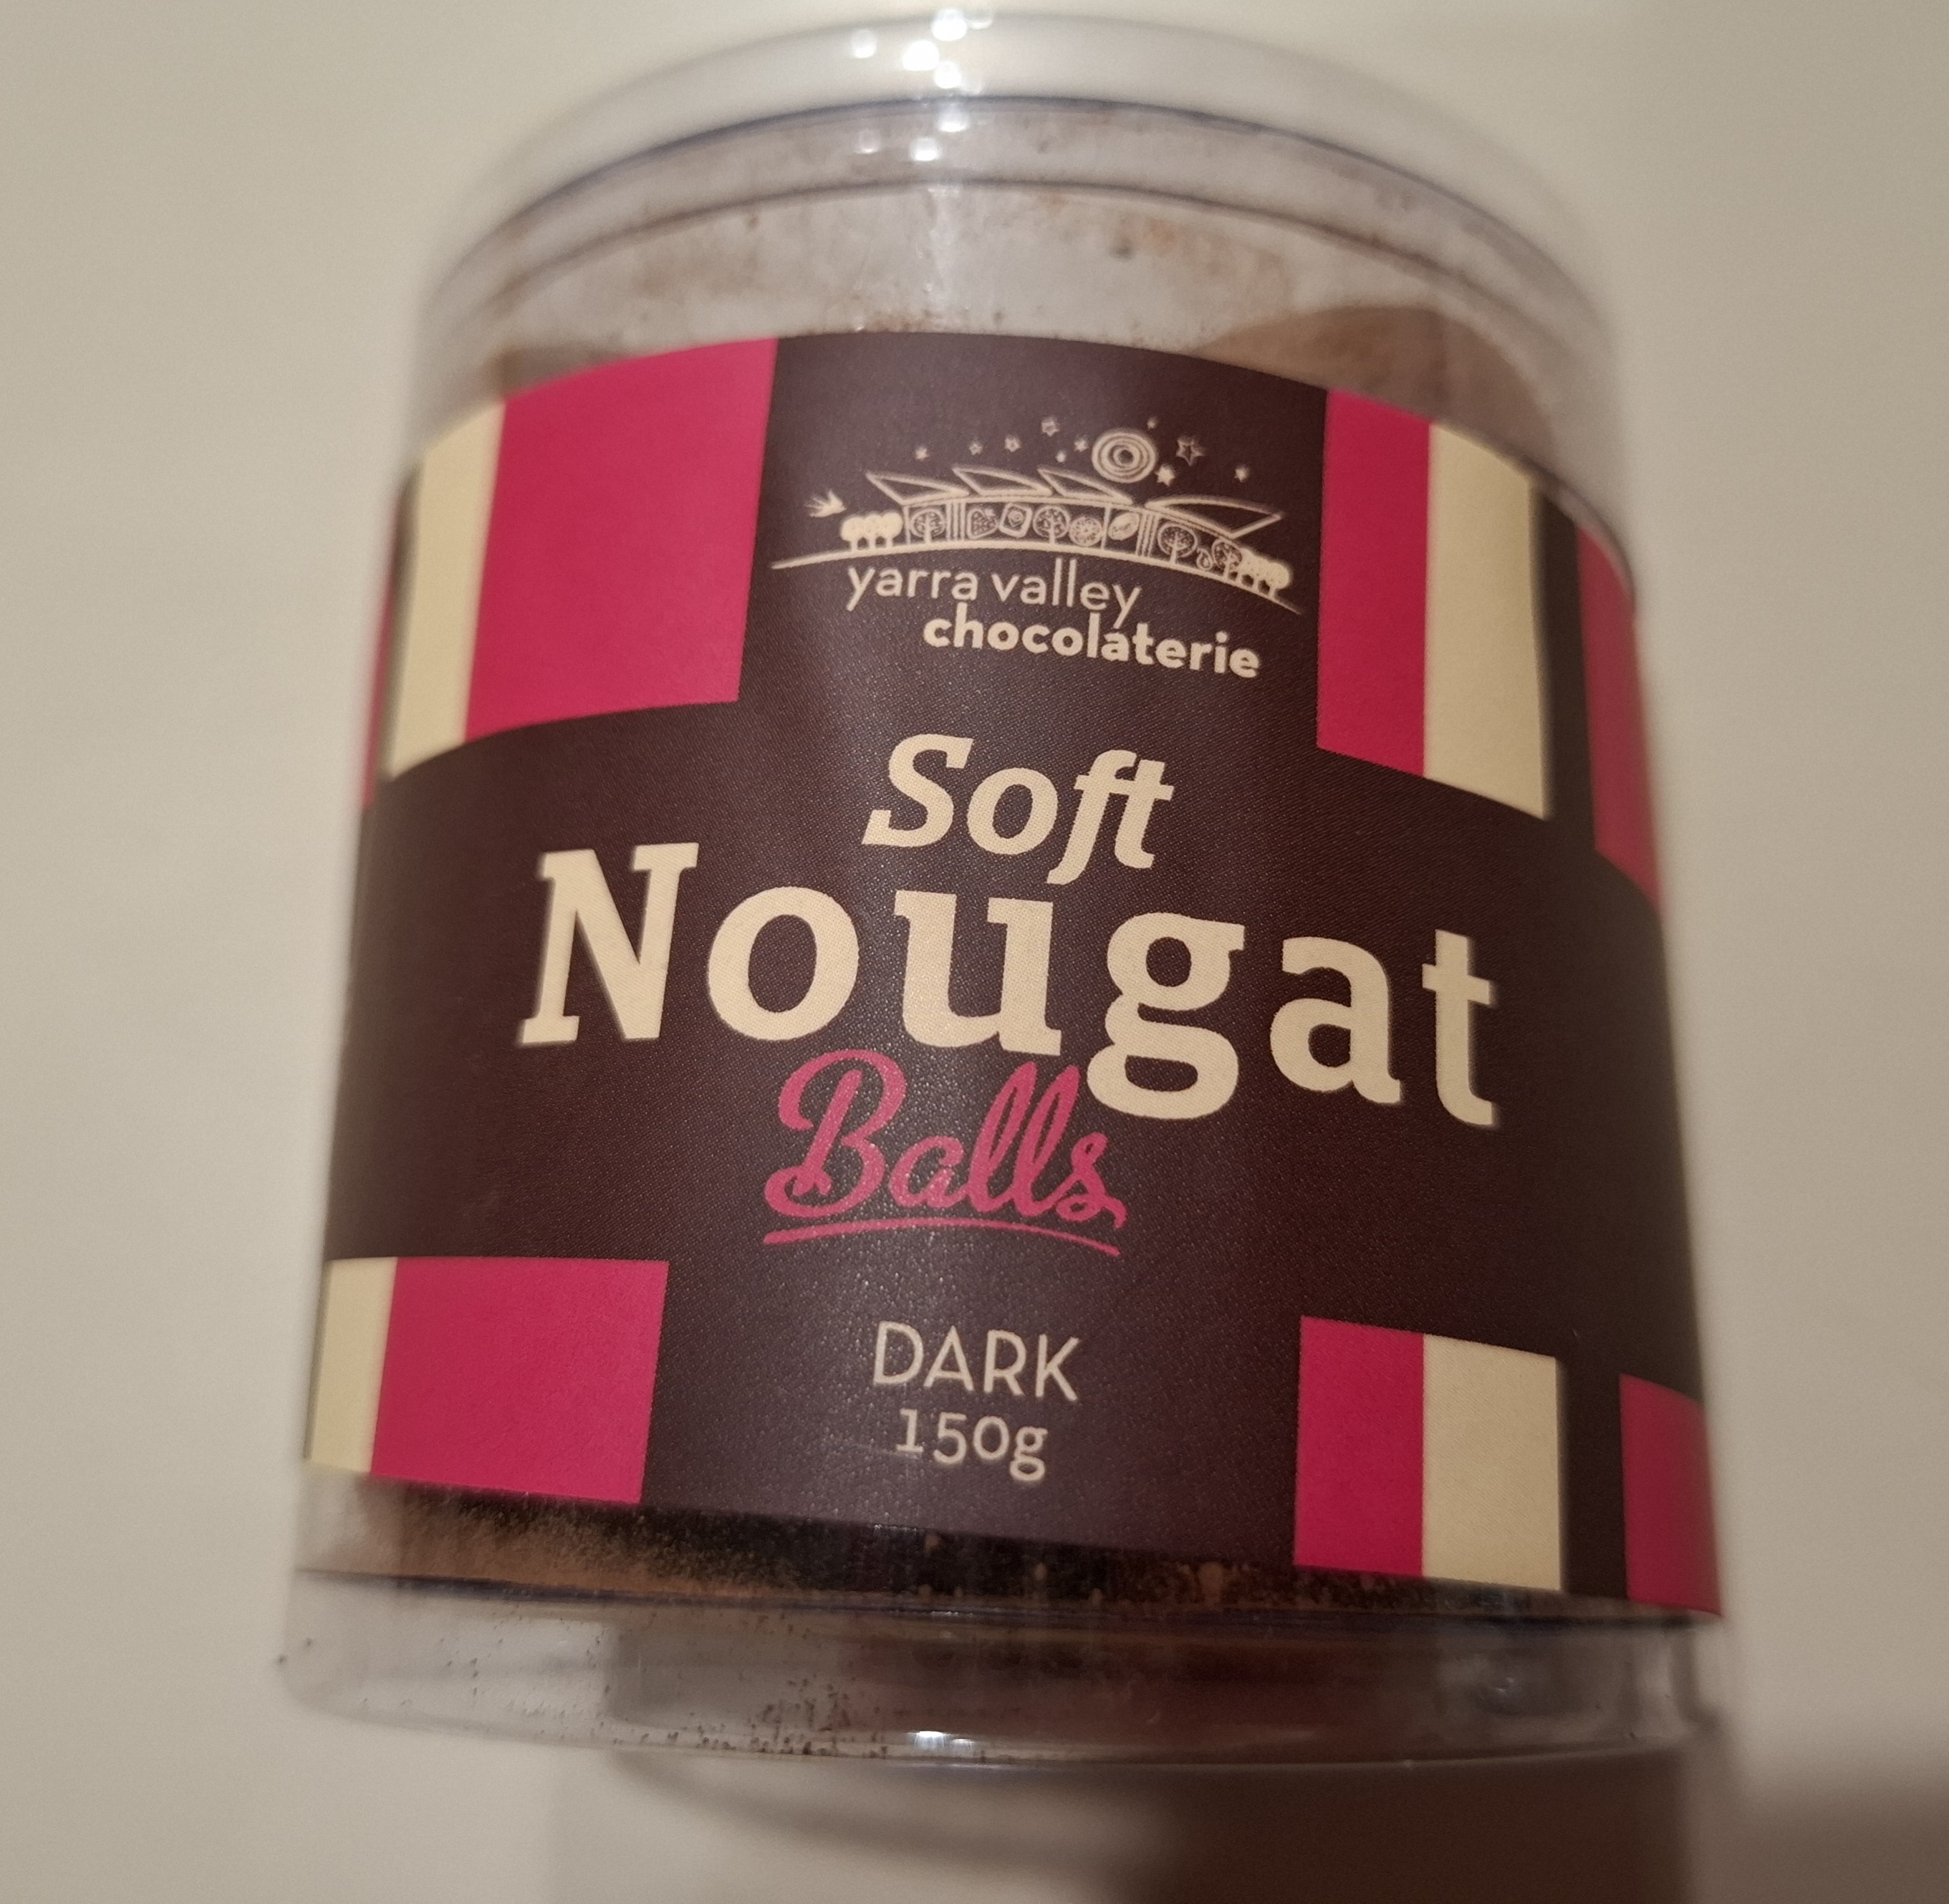 yarra valley
chocolaterie
Soft
Nougat
Balls
DARK
150g